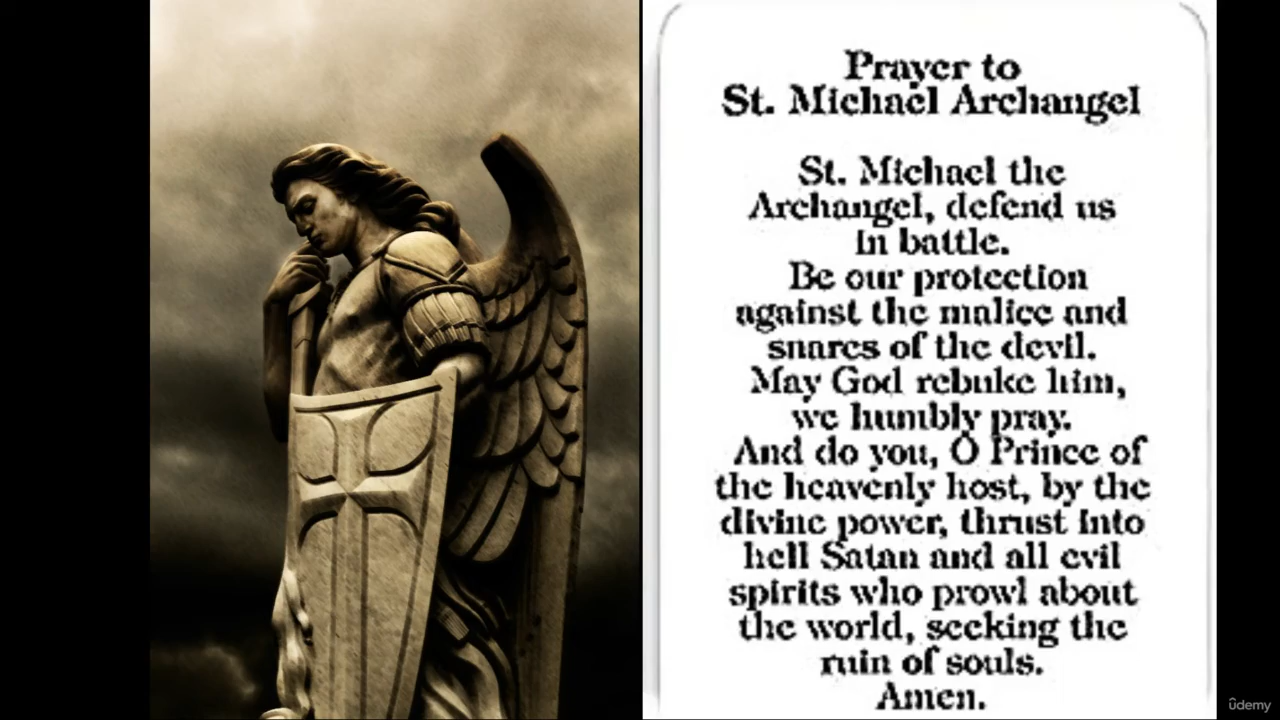 Prayer to
St. Michael Archangel
St. Michael the
Archangel, defend us
in battle.
Be our protection
against the malice and
snares of the devil.
May God rebuke him,
we humbly pray.
And do you, O Prince of
the heavenly host, by the
divine power, thrust into
hell Satan and all evil
spirits who prowl about
the world, seeking the
ruin of souls.
Amen.
ûdemy